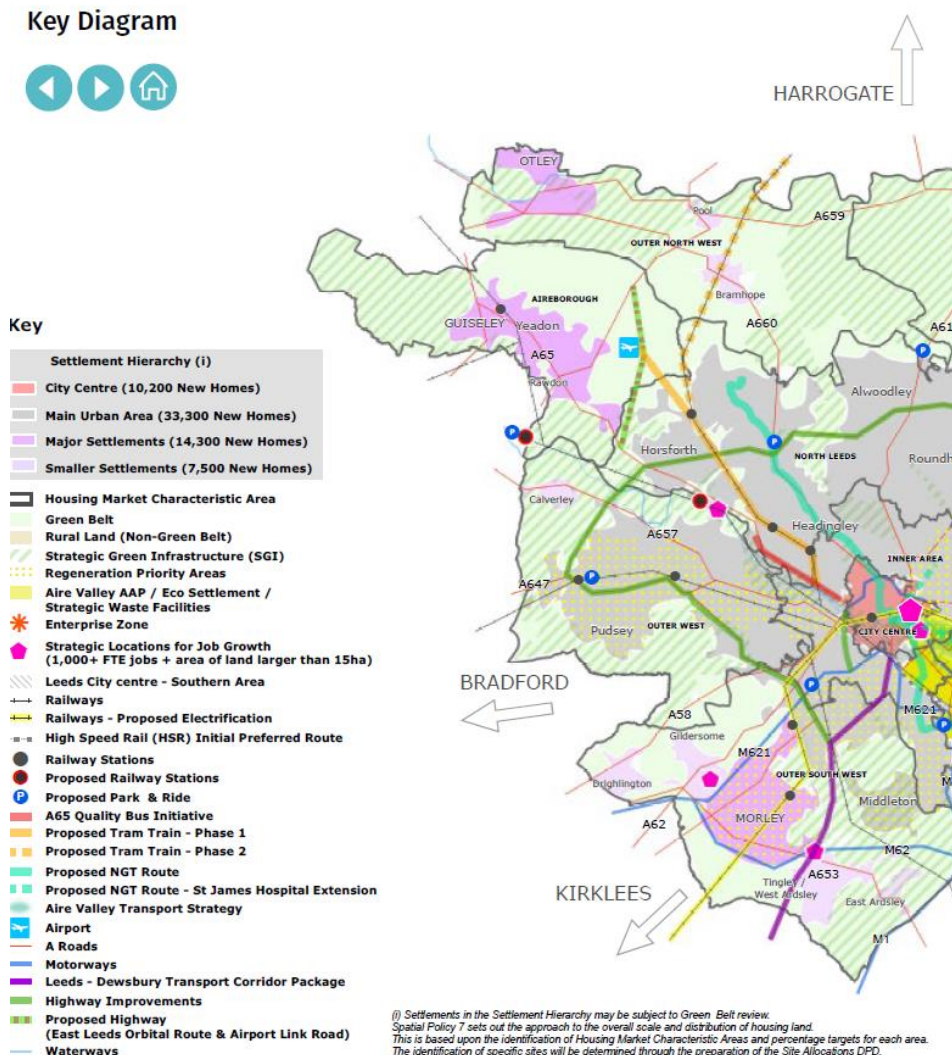 Key Diagram
HARROGATE
OTLEY
Pool
A659
OUTER NORTH WEST
Bramhope
AIREBOROUGH
GUISELEY
Yeadon
A660
A61
A65
Rawdon
Alwoodley
Horsforth
NORTH LEEDS
Roundh
Calverley
A657
Headingley
INNER AREA
A647
Pudsey
OUTER WEST
CITY CENTRE
BRADFORD
A58
Gildersome
M621
M621
Drighlington
OUTER SOUTH WEST
M
Middleton
MORLEY
A62
M62
A653
Tingley /
West Ardsley
East Ardsley
KIRKLEES
M1
Key
Settlement Hierarchy (i)
City Centre (10,200 New Homes)
Main Urban Area (33,300 New Homes)
Major Settlements (14,300 New Homes)
Smaller Settlements (7,500 New Homes)
Housing Market Characteristic Area
Green Belt
Rural Land (Non-Green Belt)
Strategic Green Infrastructure (SGI)
Regeneration Priority Areas
Aire Valley AAP / Eco Settlement /
Strategic Waste Facilities
Enterprise Zone
Strategic Locations for Job Growth
(1,000+ FTE jobs + area of land larger than 15ha)
Leeds City centre - Southern Area
Railways
Railways - Proposed Electrification
High Speed Rail (HSR) Initial Preferred Route
Railway Stations
Proposed Railway Stations
P Proposed Park & Ride
A65 Quality Bus Initiative
Proposed Tram Train - Phase 1
Proposed Tram Train - Phase 2
Proposed NGT Route
Proposed NGT Route - St James Hospital Extension
Aire Valley Transport Strategy
Airport
A Roads
Motorways
Leeds - Dewsbury Transport Corridor Package
Highway Improvements
Proposed Highway
(East Leeds Orbital Route & Airport Link Road)
Waterways
(i) Settlements in the Settlement Hierarchy may be subject to Green Belt review.
Spatial Policy 7 sets out the approach to the overall scale and distribution of housing land.
This is based upon the identification of Housing Market Characteristic Areas and percentage targets for each area.
The identification of specific sites will be determined through the preparation of the Site Allocations DPD.